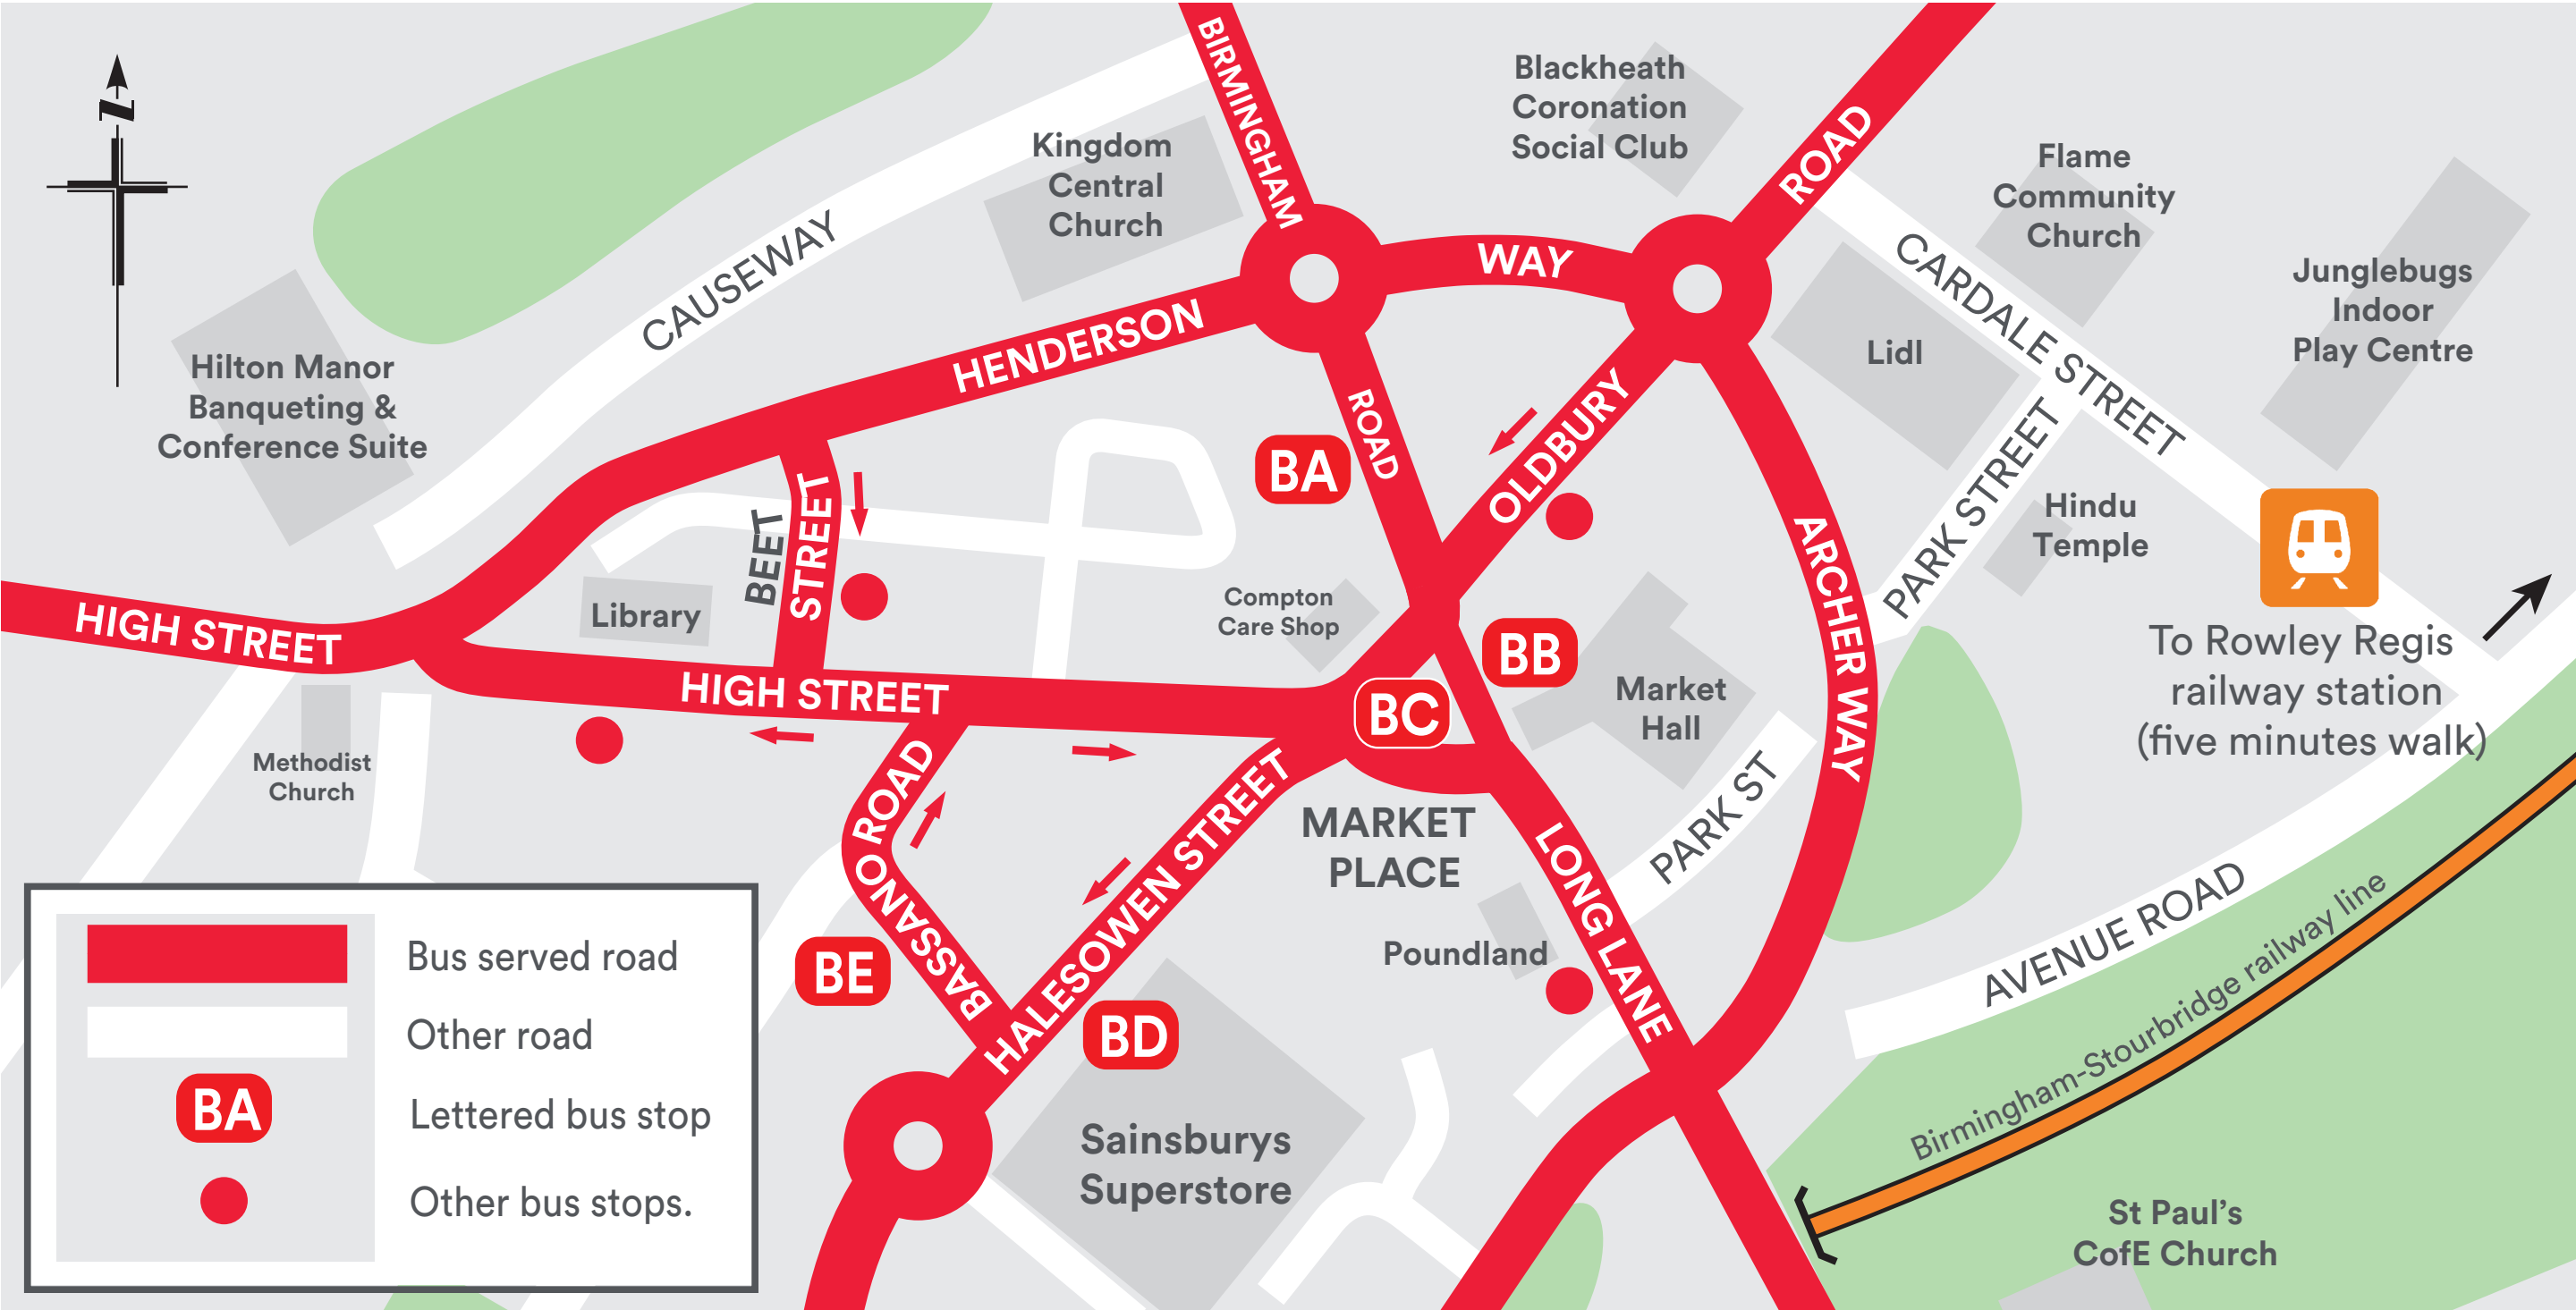 BIRMINGHAM
ROAD
Blackheath
Coronation
Social Club
ROAD
Kingdom
Central
Church
Flame
Community
Church
N
CAUSEWAY
WAY
CARDALE STREET
Junglebugs
Indoor
Play Centre
HENDERSON
Hilton Manor
Banqueting &
Conference Suite
Lidl
OLDBURY
BA
PARK STREET
Hindu
Temple
BEET
STREET
ARCHER WAY
Library
Compton
Care Shop
HIGH STREET
BB
To Rowley Regis
railway station
(five minutes walk)
HIGH STREET
BC
Market
Hall
Methodist
Church
BASSANO ROAD
HALESOWEN STREET
MARKET
PLACE
PARK ST
LONG LANE
Poundland
AVENUE ROAD
Birmingham-Stourbridge railway line
BE
BD
Sainsburys
Superstore
St Paul’s
CofE Church
Bus served road
Other road
BA
Lettered bus stop
Other bus stops.